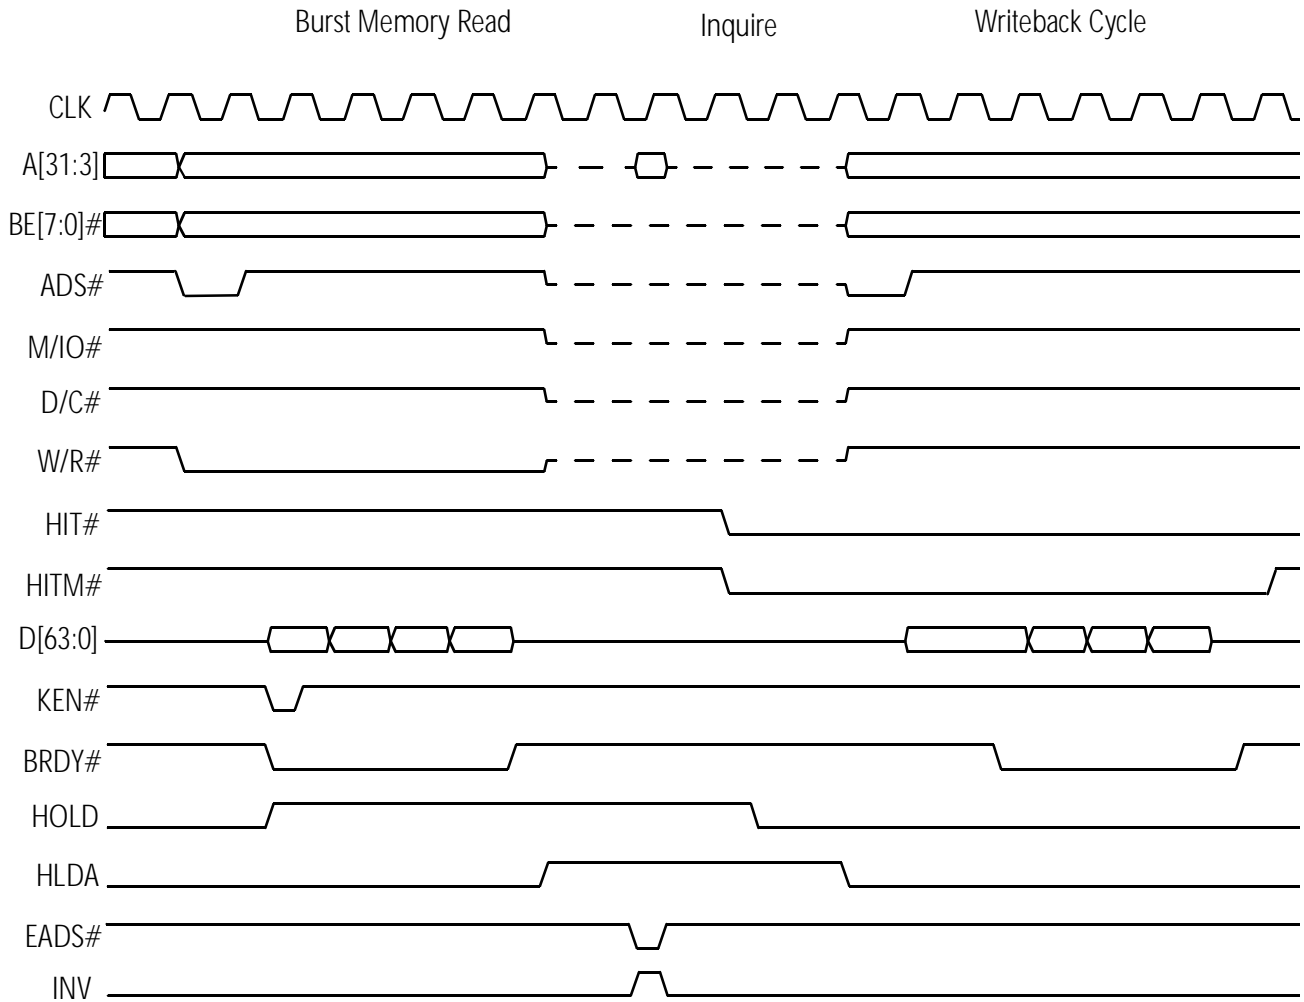 Burst Memory Read Inquire Writeback Cycle
CLK
A[31:3]
BE[7:0]#
ADS#
M/IO#
D/C#
W/R#
HIT#
HITM#
D[63:0]
KEN#
BRDY#
HOLD
HLDA
EADS#
INV